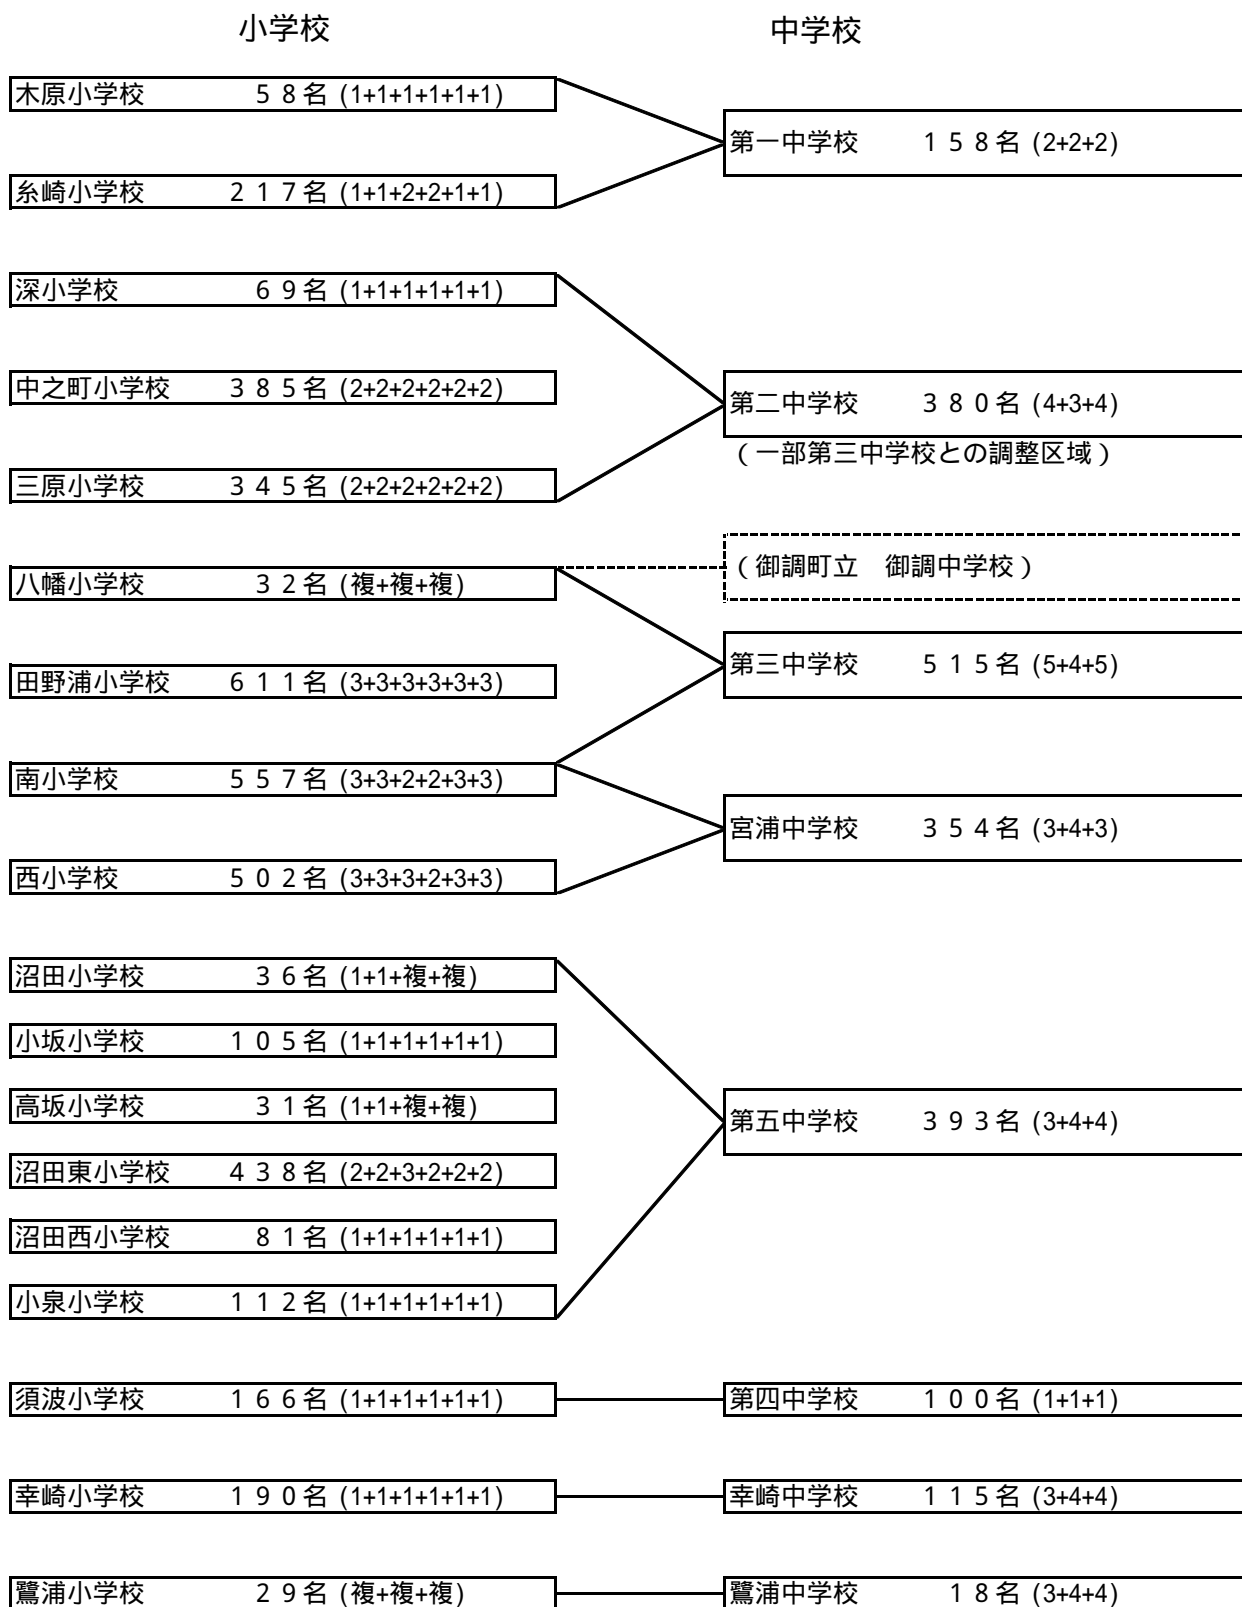 小学校
中学校
木原小学校 58名 (1+1+1+1+1+1)
第一中学校 158名 (2+2+2)
糸崎小学校 217名 (1+1+2+2+1+1)
深小学校 69名 (1+1+1+1+1+1)
中之町小学校 385名 (2+2+2+2+2+2)
第二中学校 380名 (4+3+4)
(一部第三中学校との調整区域)
三原小学校 345名 (2+2+2+2+2+2)
八幡小学校 32名 (複+複+複)
(御調町立 御調中学校)
第三中学校 515名 (5+4+5)
田野浦小学校 611名 (3+3+3+3+3+3)
南小学校 557名 (3+3+2+2+3+3)
宮浦中学校 354名 (3+4+3)
西小学校 502名 (3+3+3+2+3+3)
沼田小学校 36名 (1+1+複+複)
小坂小学校 105名 (1+1+1+1+1+1)
高坂小学校 31名 (1+1+複+複)
第五中学校 393名 (3+4+4)
沼田東小学校 438名 (2+2+3+2+2+2)
沼田西小学校 81名 (1+1+1+1+1+1)
小泉小学校 112名 (1+1+1+1+1+1)
須波小学校 166名 (1+1+1+1+1+1)
第四中学校 100名 (1+1+1)
幸崎小学校 190名 (1+1+1+1+1+1)
幸崎中学校 115名 (3+4+4)
鷺浦小学校 29名 (複+複+複)
鷺浦中学校 18名 (3+4+4)